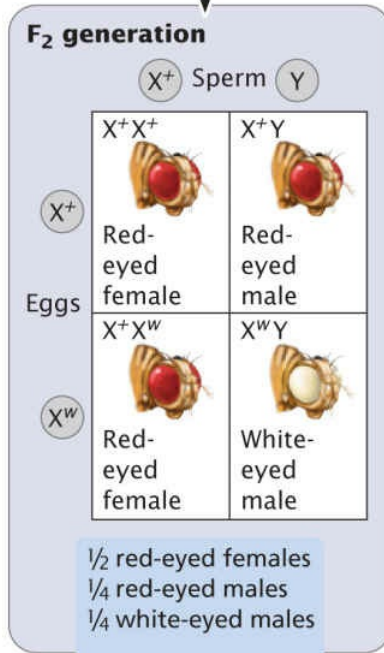 F₂ generation
X⁺ Sperm Y
X⁺X⁺ X⁺Y
X⁺
Red- Red-
eyed eyed
female male
Eggs
X⁺Xʷ XʷY
Xʷ
Red- White-
eyed eyed
female male
½ red-eyed females
¼ red-eyed males
¼ white-eyed males